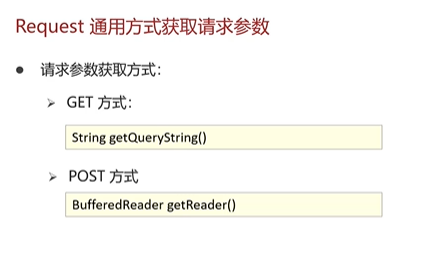 Request 通用方式获取请求参数
● 请求参数获取方式：
➢ GET 方式：
String getQueryString()
➢ POST 方式
BufferedReader getReader()